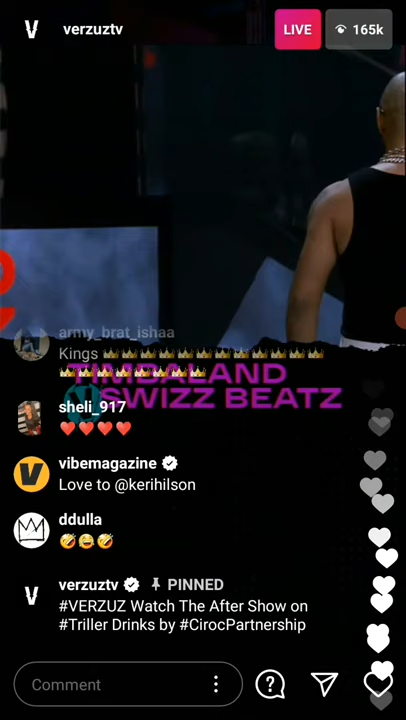 verzuztv
LIVE
165k
army_brat_ishaa
Kings
TIMBALAND
SWIZZ BEATZ
sheli_917
vibemagazine
Love to @kerihilson
ddulla
verzuztv PINNED
#VERZUZ Watch The After Show on
#Triller Drinks by #CirocPartnership
Comment